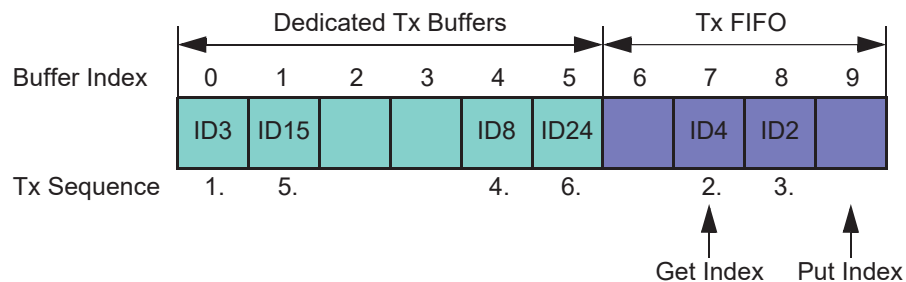 Dedicated Tx Buffers Tx FIFO
Buffer Index 0 1 2 3 4 5 6 7 8 9
ID3 ID15 ID8 ID24 ID4 ID2
Tx Sequence 1. 5. 4. 6. 2. 3.
Get Index Put Index